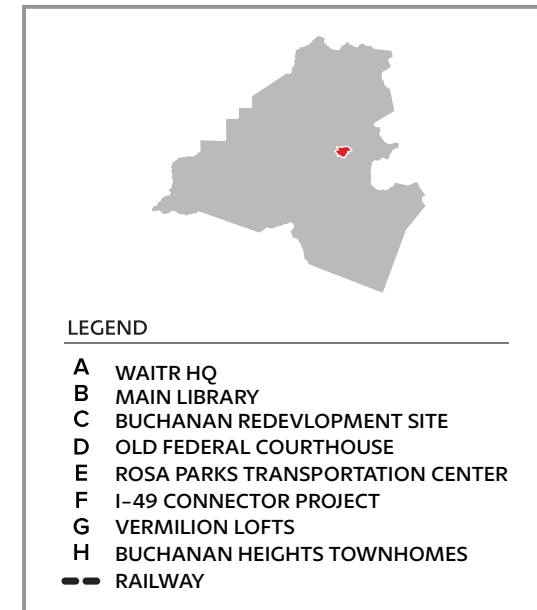 LEGEND
A WAITR HQ
B MAIN LIBRARY
C BUCHANAN REDEVLOPMENT SITE
D OLD FEDERAL COURTHOUSE
E ROSA PARKS TRANSPORTATION CENTER
F I-49 CONNECTOR PROJECT
G VERMILION LOFTS
H BUCHANAN HEIGHTS TOWNHOMES
RAILWAY